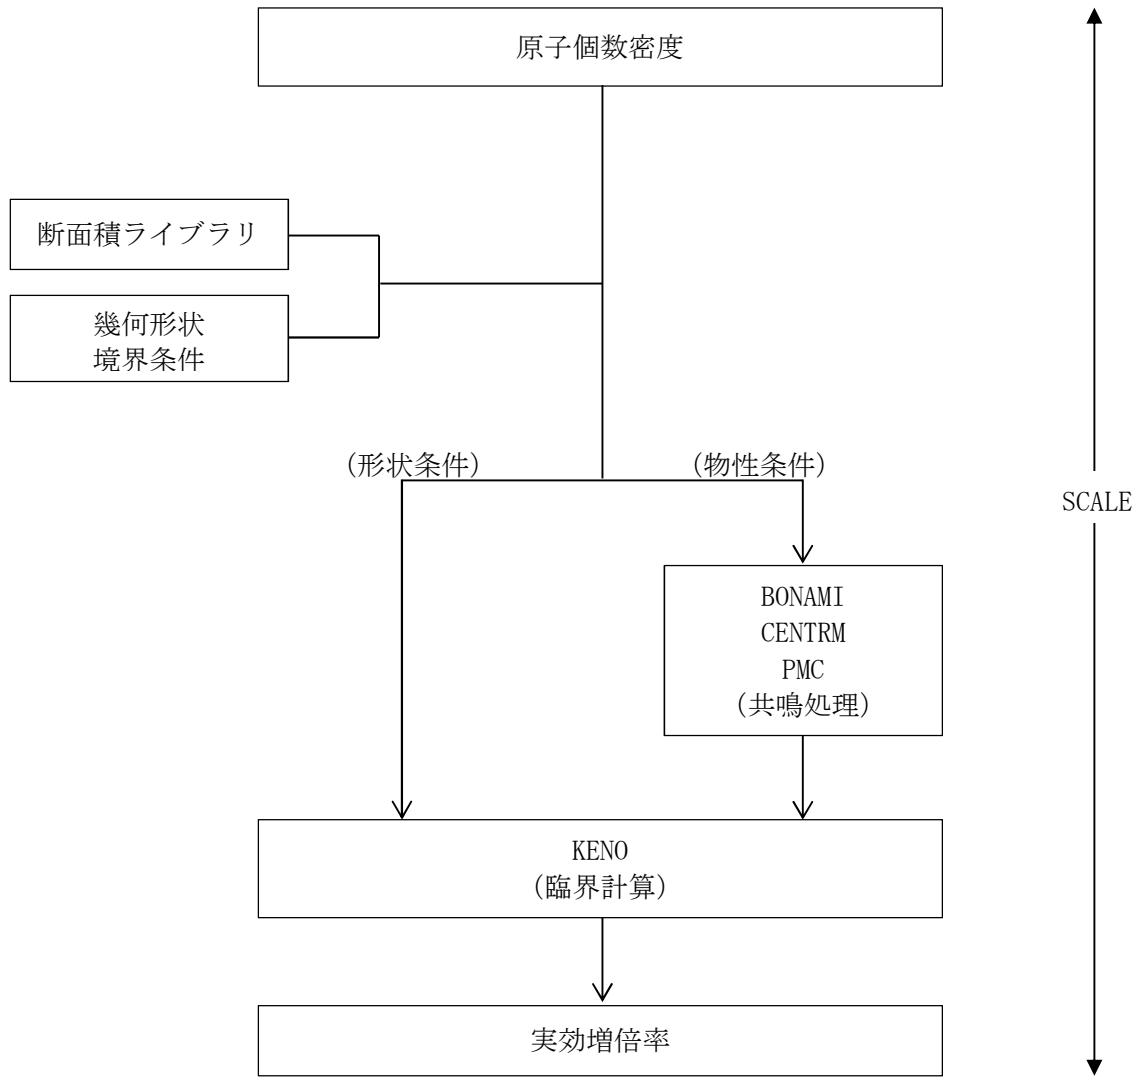 原子個数密度
断面積ライブラリ
幾何形状
境界条件
(形状条件)
(物性条件)
SCALE
BONAMI
CENTRM
PMC
(共鳴処理)
KENO
(臨界計算)
実効増倍率